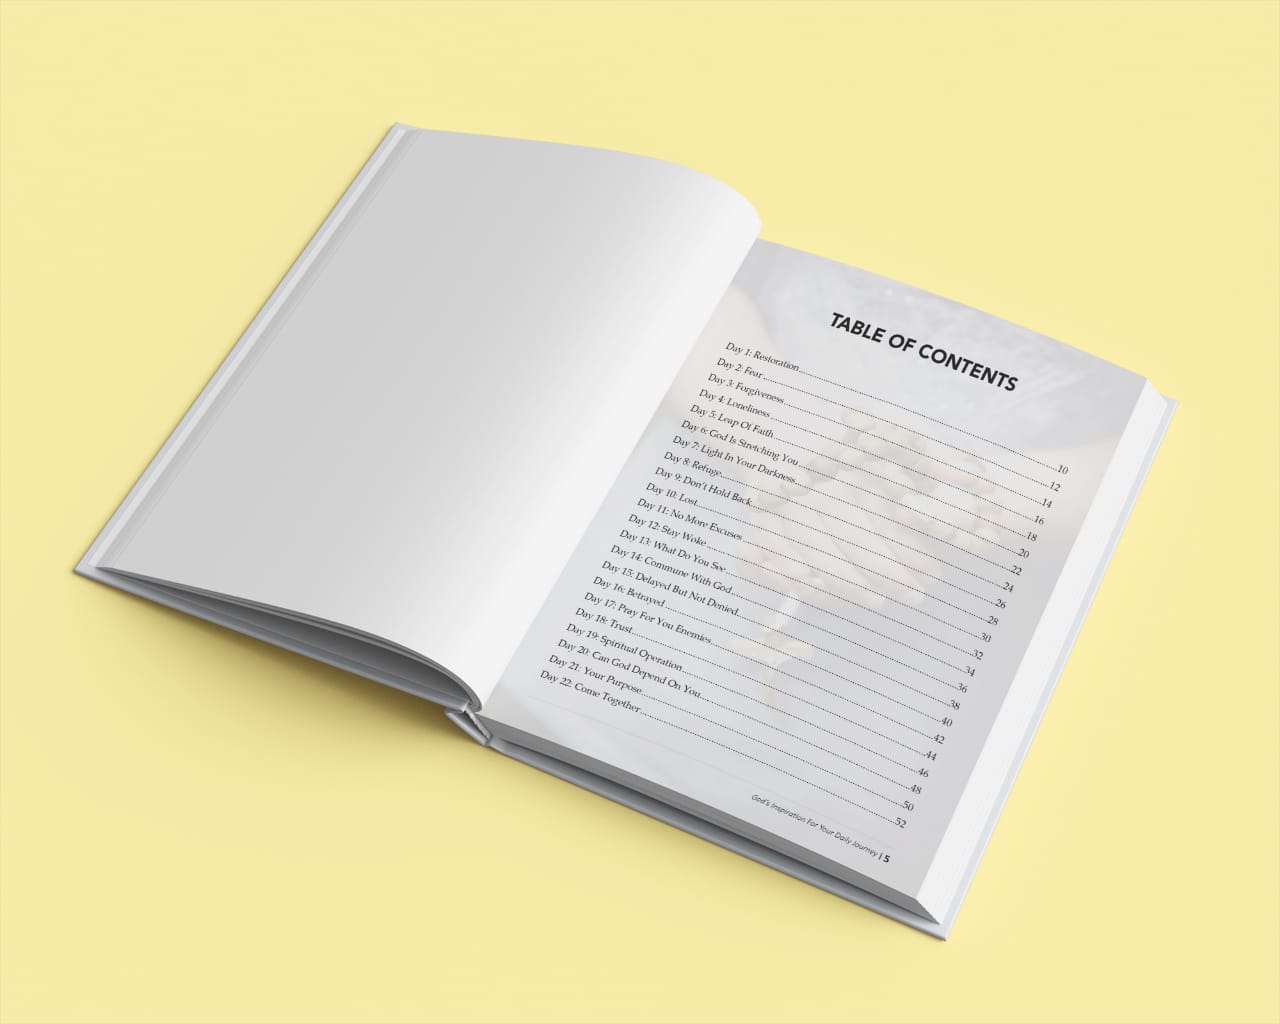 TABLE OF CONTENTS
Day 1: Restoration 10
Day 2: Fear 12
Day 3: Forgiveness 14
Day 4: Loneliness 16
Day 5: Leap Of Faith 18
Day 6: God Is Stretching You 20
Day 7: Light In Your Darkness 22
Day 8: Refuge 24
Day 9: Don't Hold Back 26
Day 10: Lost 28
Day 11: No More Excuses 30
Day 12: Stay Woke 32
Day 13: What Do You See 34
Day 14: Commune With God 36
Day 15: Delayed But Not Denied 38
Day 16: Betrayed 40
Day 17: Pray For You Enemies 42
Day 18: Trust 44
Day 19: Spiritual Operation 46
Day 20: Can God Depend On You 48
Day 21: Your Purpose 50
Day 22: Come Together 52
God's Inspiration For Your Daily Journey | 5